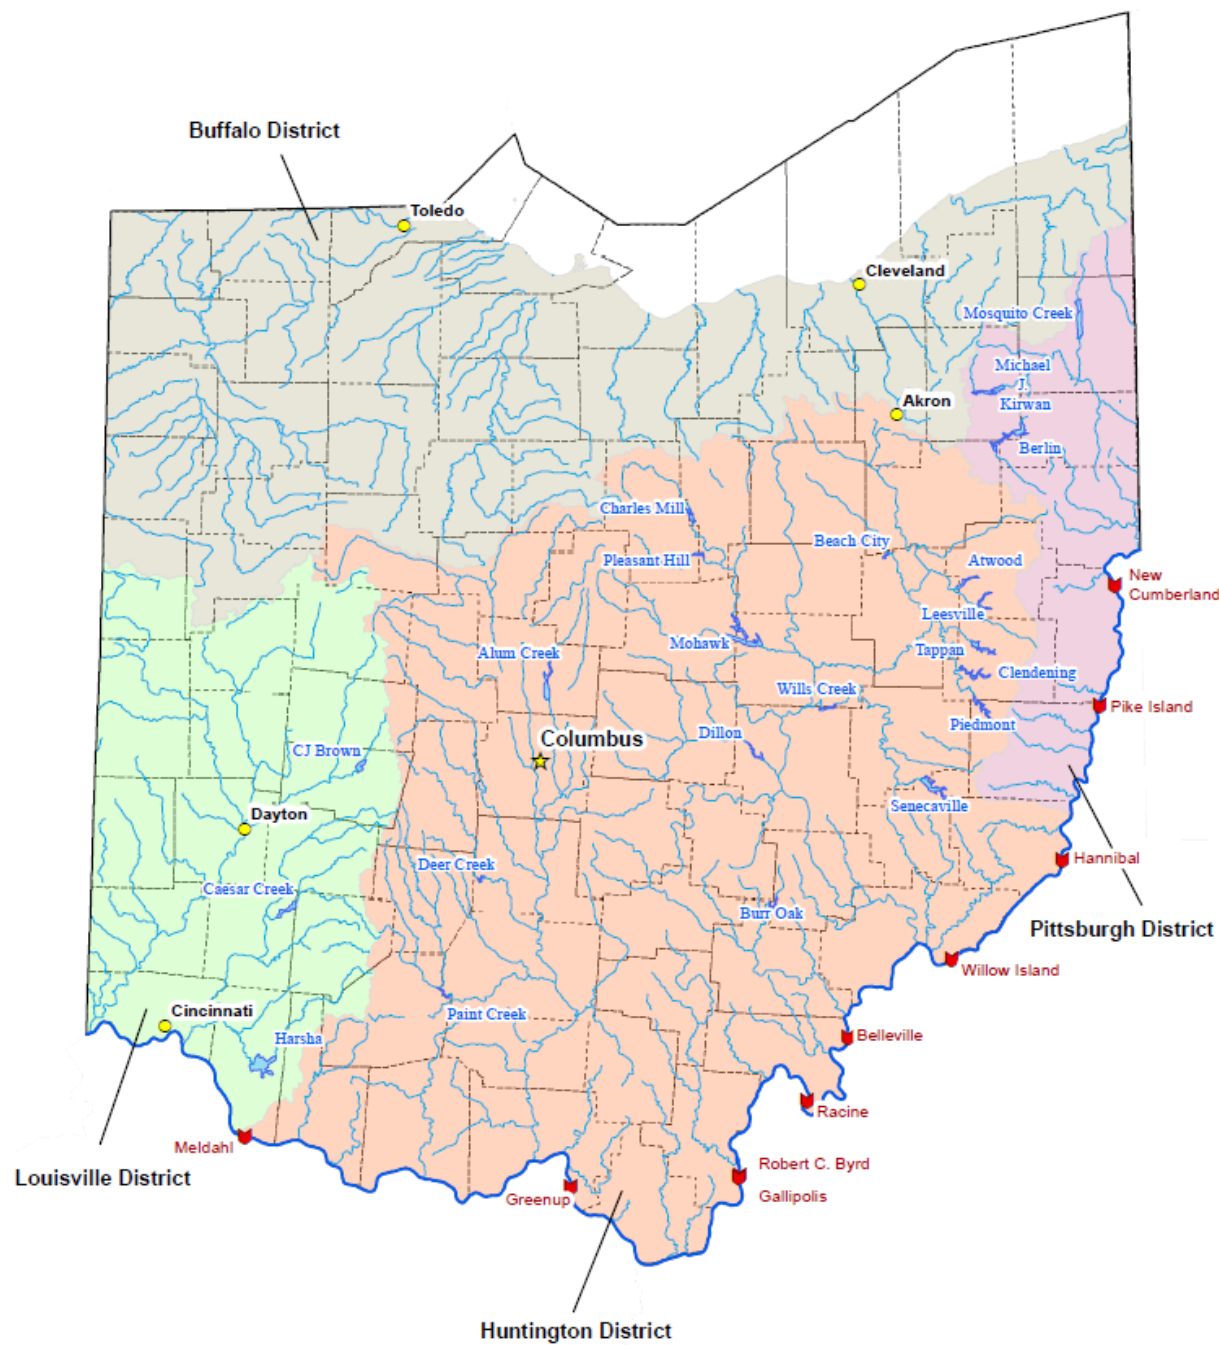 Buffalo District
Toledo
Cleveland
Mosquito Creek
Michael
J.
Kirwan
Akron
Berlin
Charles Mill
Beach City
Pleasant Hill
Atwood
New
Cumberland
Leesville
Mohawk
Tappan
Alum Creek
Clendening
Wills Creek
Pike Island
Piedmont
Dillon
Columbus
CJ Brown
Senecaville
Dayton
Hannibal
Deer Creek
Caesar Creek
Burr Oak
Pittsburgh District
Willow Island
Cincinnati
Paint Creek
Harsha
Belleville
Racine
Meldahl
Robert C. Byrd
Gallipolis
Louisville District
Greenup
Huntington District